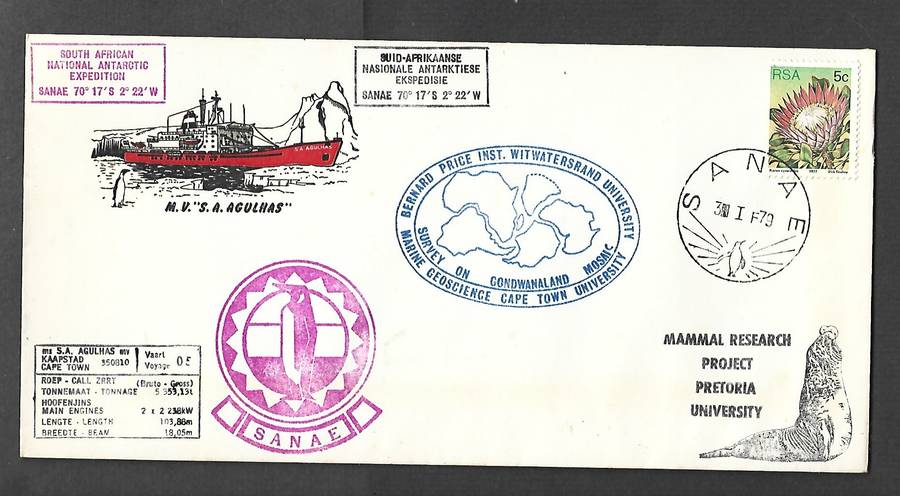 SOUTH AFRICAN
NATIONAL ANTARCTIC
EXPEDITION
SANAE 70° 17'S 2° 22'W
SUID-AFRIKAANSE
NASIONALE ANTARKTIESE
EKSPEDISIE
SANAE 70° 17'S 2° 22'W
RSA 5c
S.A. AGULHAS
M.V. "S. A. AGULHAS"
BERNARD PRICE INST. WITWATERSRAND UNIVERSITY
SURVEY ON GONDWANALAND MOSAIC
MARINE GEOSCIENCE CAPE TOWN UNIVERSITY
SANAE
I F79
SANAE
MAMMAL RESEARCH
PROJECT
PRETORIA
UNIVERSITY
ms S.A. AGULHAS mv
KAAPSTAD
CAPE TOWN 350810
Vaart
Voyage 05
ROEP - CALL ZRRY (Bruto - Gross)
TONNEMAAT - TONNAGE 5 353,13t
HOOFENJINS
MAIN ENGINES 2 x 2 238kW
LENGTE - LENGTH 103,88m
BREEDTE - BEAM 18,05m